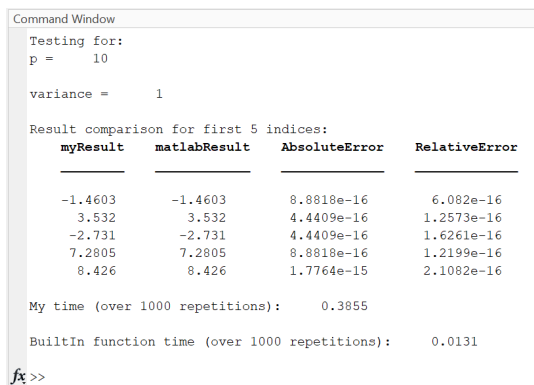 Command Window
Testing for:
p = 10
variance = 1
Result comparison for first 5 indices:
myResult matlabResult AbsoluteError RelativeError
-1.4603 -1.4603 8.8818e-16 6.082e-16
3.532 3.532 4.4409e-16 1.2573e-16
-2.731 -2.731 4.4409e-16 1.6261e-16
7.2805 7.2805 8.8818e-16 1.2199e-16
8.426 8.426 1.7764e-15 2.1082e-16
My time (over 1000 repetitions): 0.3855
BuiltIn function time (over 1000 repetitions): 0.0131
fx >>